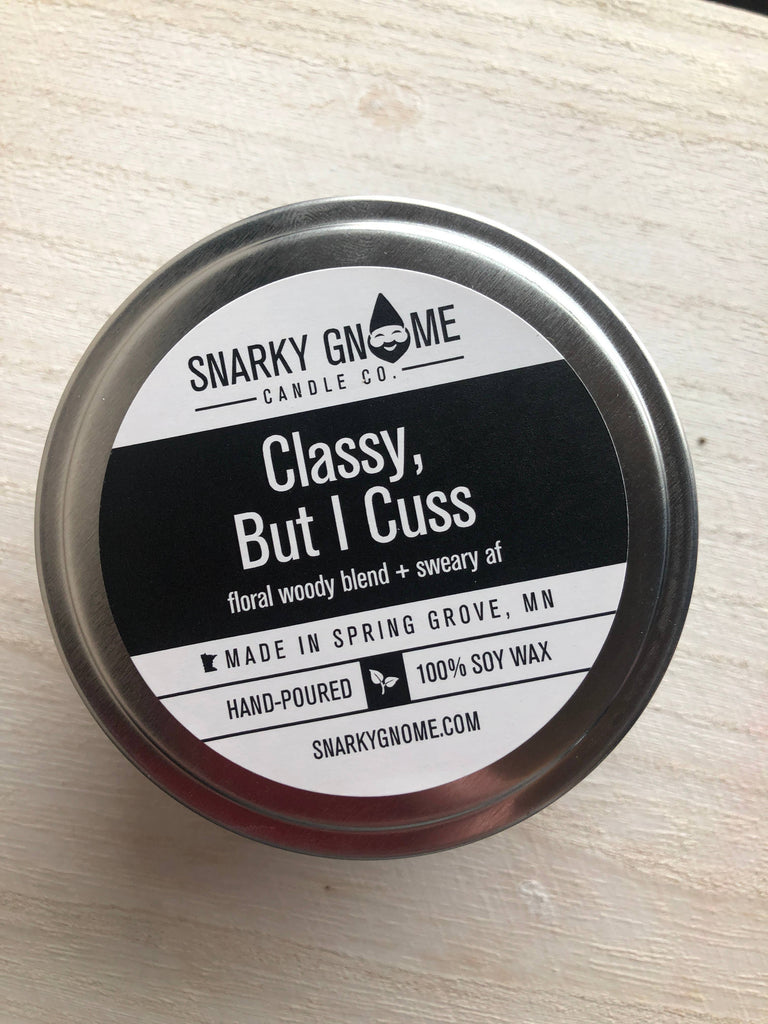 SNARKY GNOME
CANDLE CO.
Classy,
But I Cuss
floral woody blend + sweary af
MADE IN SPRING GROVE, MN
HAND-POURED 100% SOY WAX
SNARKYGNOME.COM